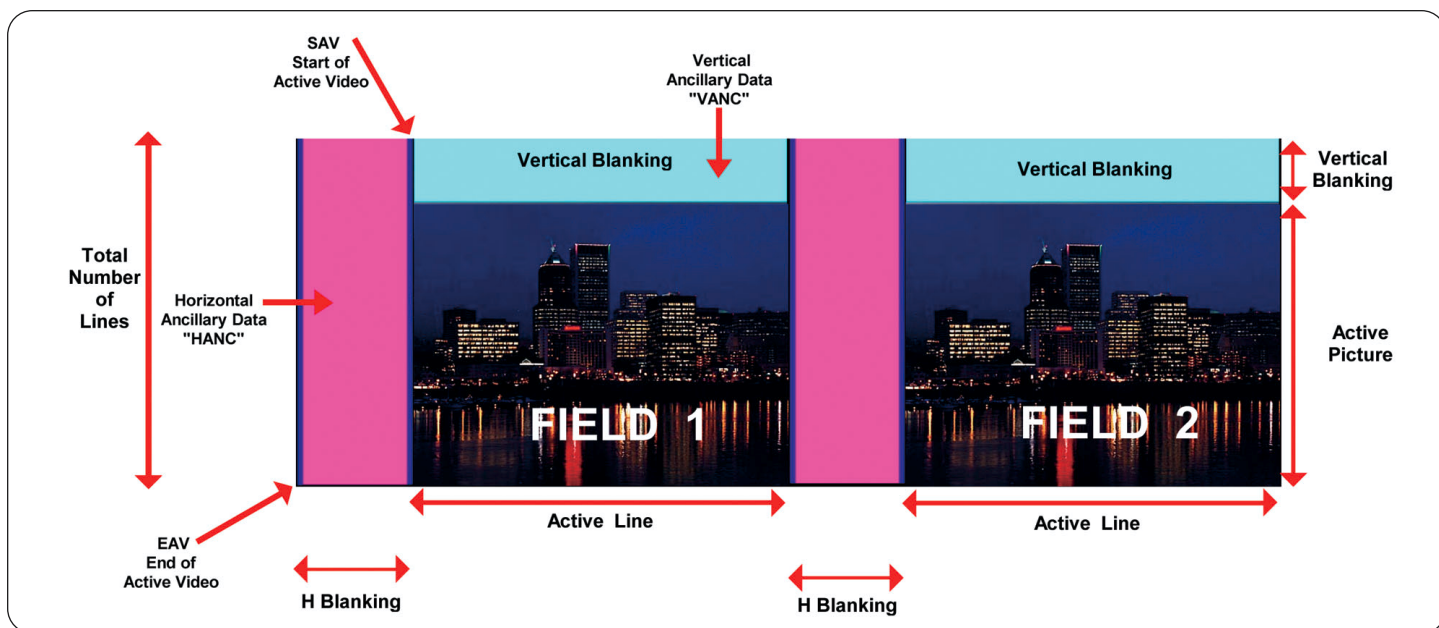 SAV
Start of
Active Video
Vertical
Ancillary Data
"VANC"
Vertical Blanking
Vertical Blanking
Vertical
Blanking
Total
Number
of
Lines
Horizontal
Ancillary Data
"HANC"
Active
Picture
FIELD 1
FIELD 2
Active Line
Active Line
EAV
End of
Active Video
H Blanking
H Blanking